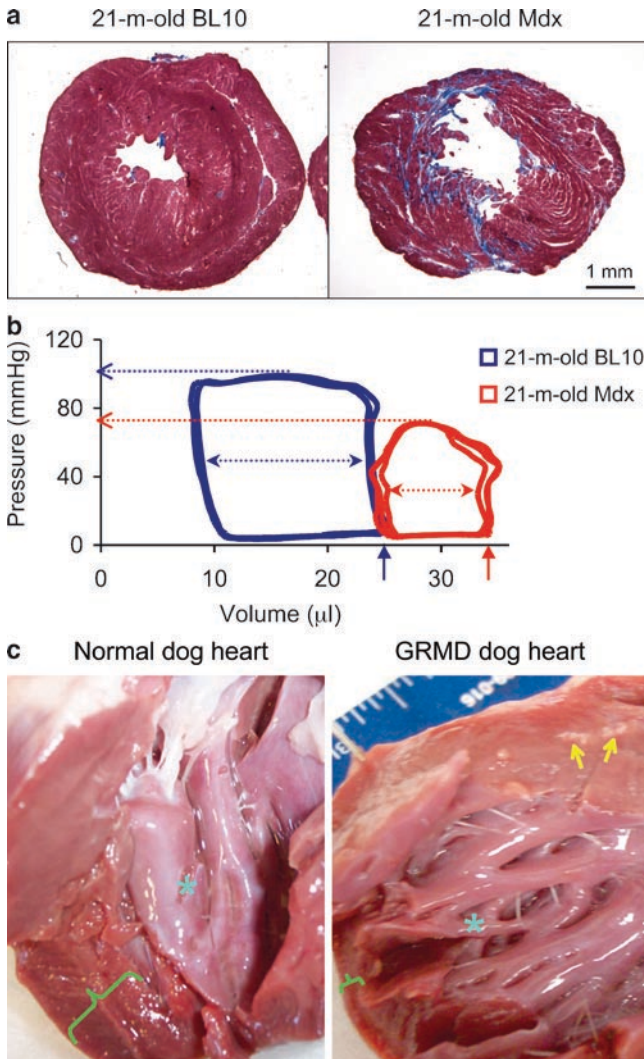 a
21-m-old BL10 21-m-old Mdx
1 mm
b
Pressure (mmHg)
120
80
40
0
21-m-old BL10
21-m-old Mdx
0 10 20 30
Volume (μl)
c
Normal dog heart GRMD dog heart
*
*